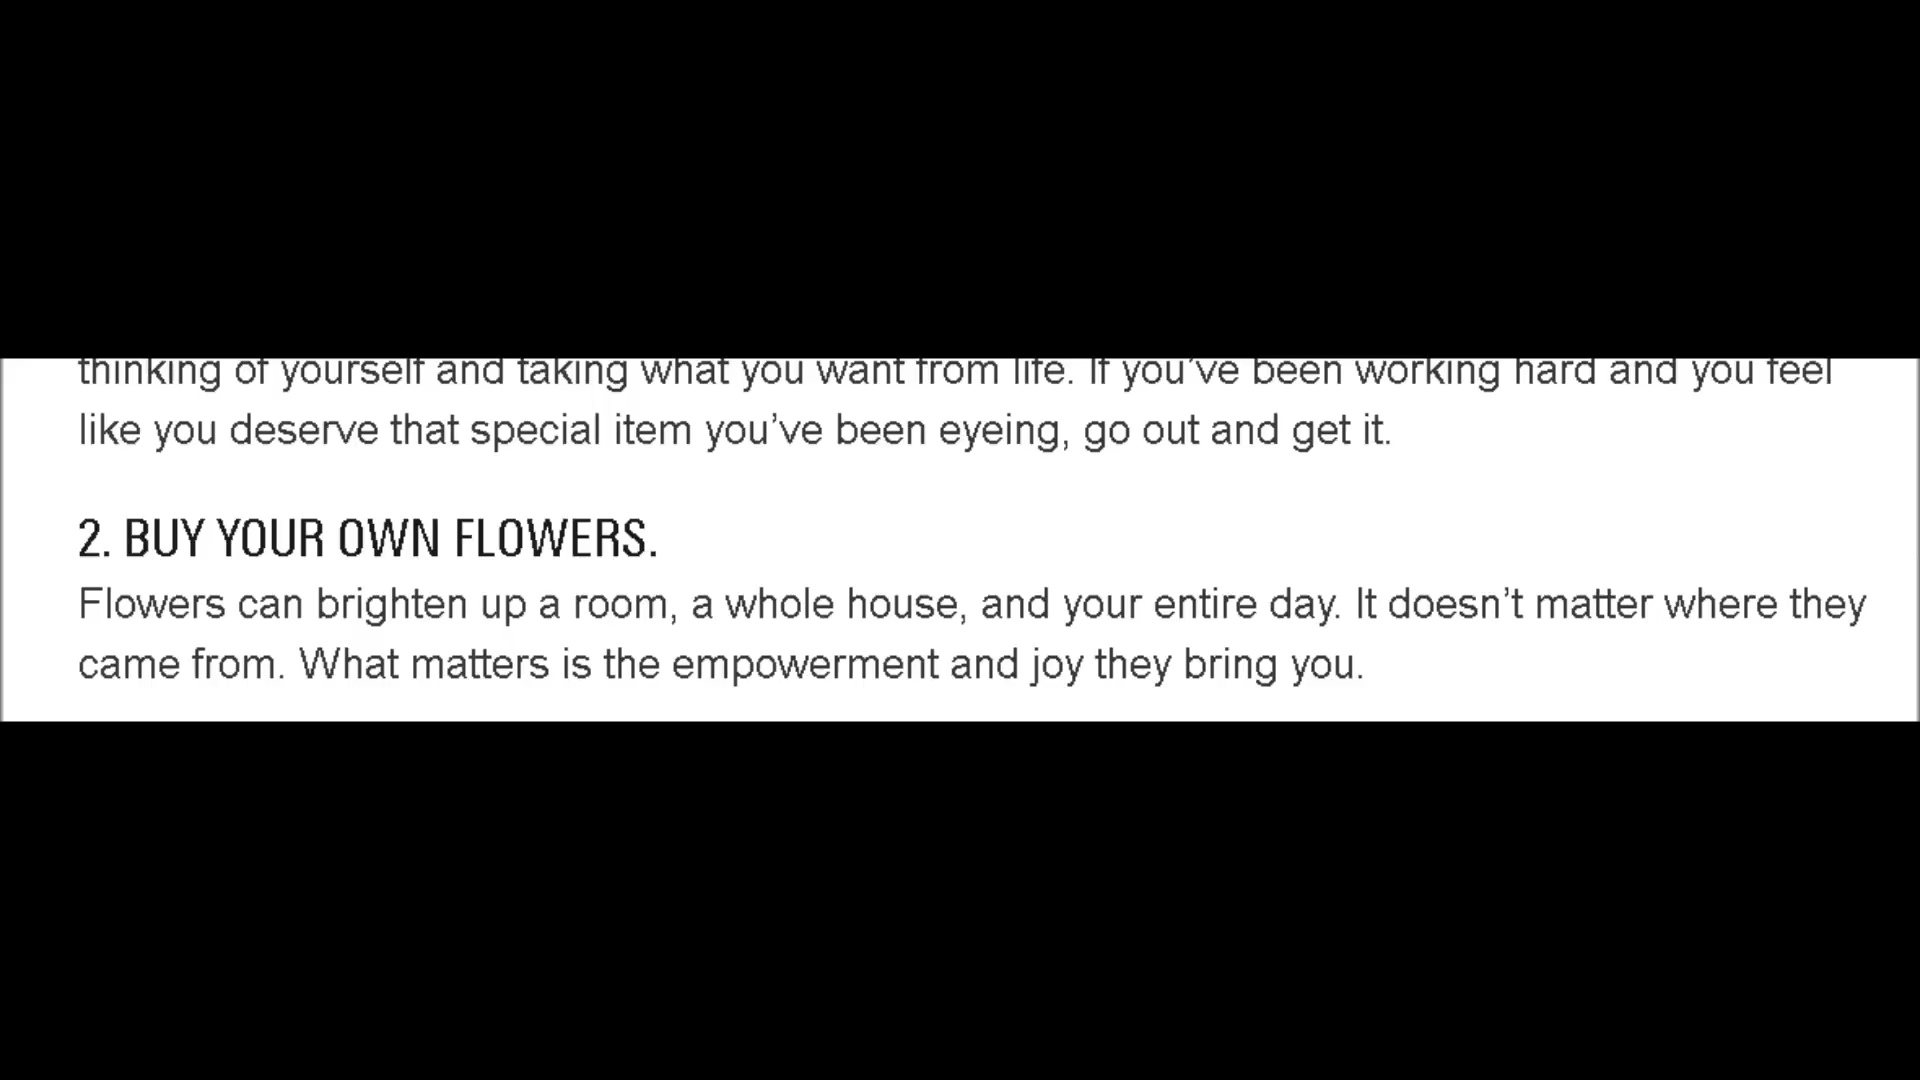 thinking of yourself and taking what you want from life. If you’ve been working hard and you feel
like you deserve that special item you’ve been eyeing, go out and get it.
2. BUY YOUR OWN FLOWERS.
Flowers can brighten up a room, a whole house, and your entire day. It doesn’t matter where they
came from. What matters is the empowerment and joy they bring you.